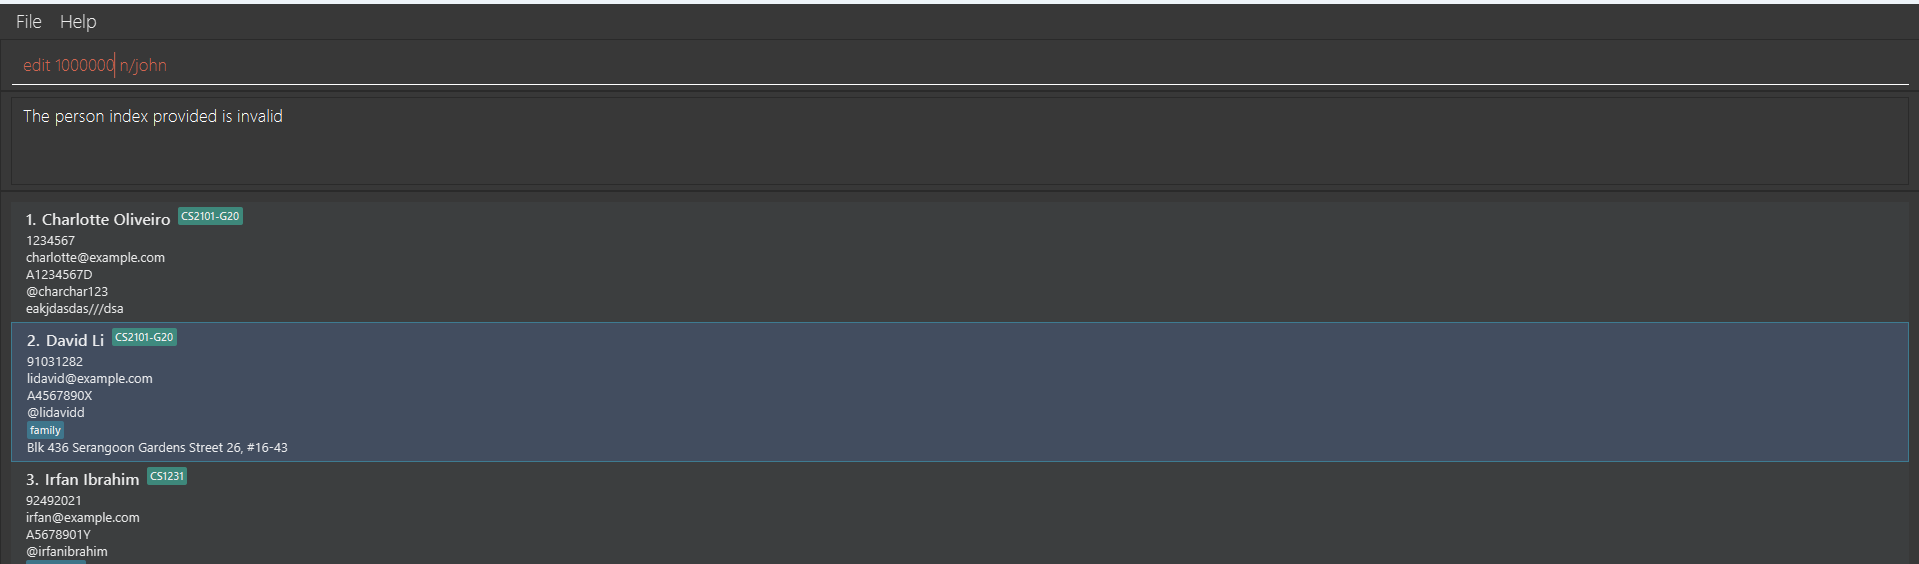 File Help
edit 1000000 n/john
The person index provided is invalid
1. Charlotte Oliveiro CS2101-G20
1234567
charlotte@example.com
A1234567D
@charchar123
eakjdasdas///dsa
2. David Li CS2101-G20
91031282
lidavid@example.com
A4567890X
@lidavidd
family
Blk 436 Serangoon Gardens Street 26, #16-43
3. Irfan Ibrahim CS1231
92492021
irfan@example.com
A5678901Y
@irfanibrahim